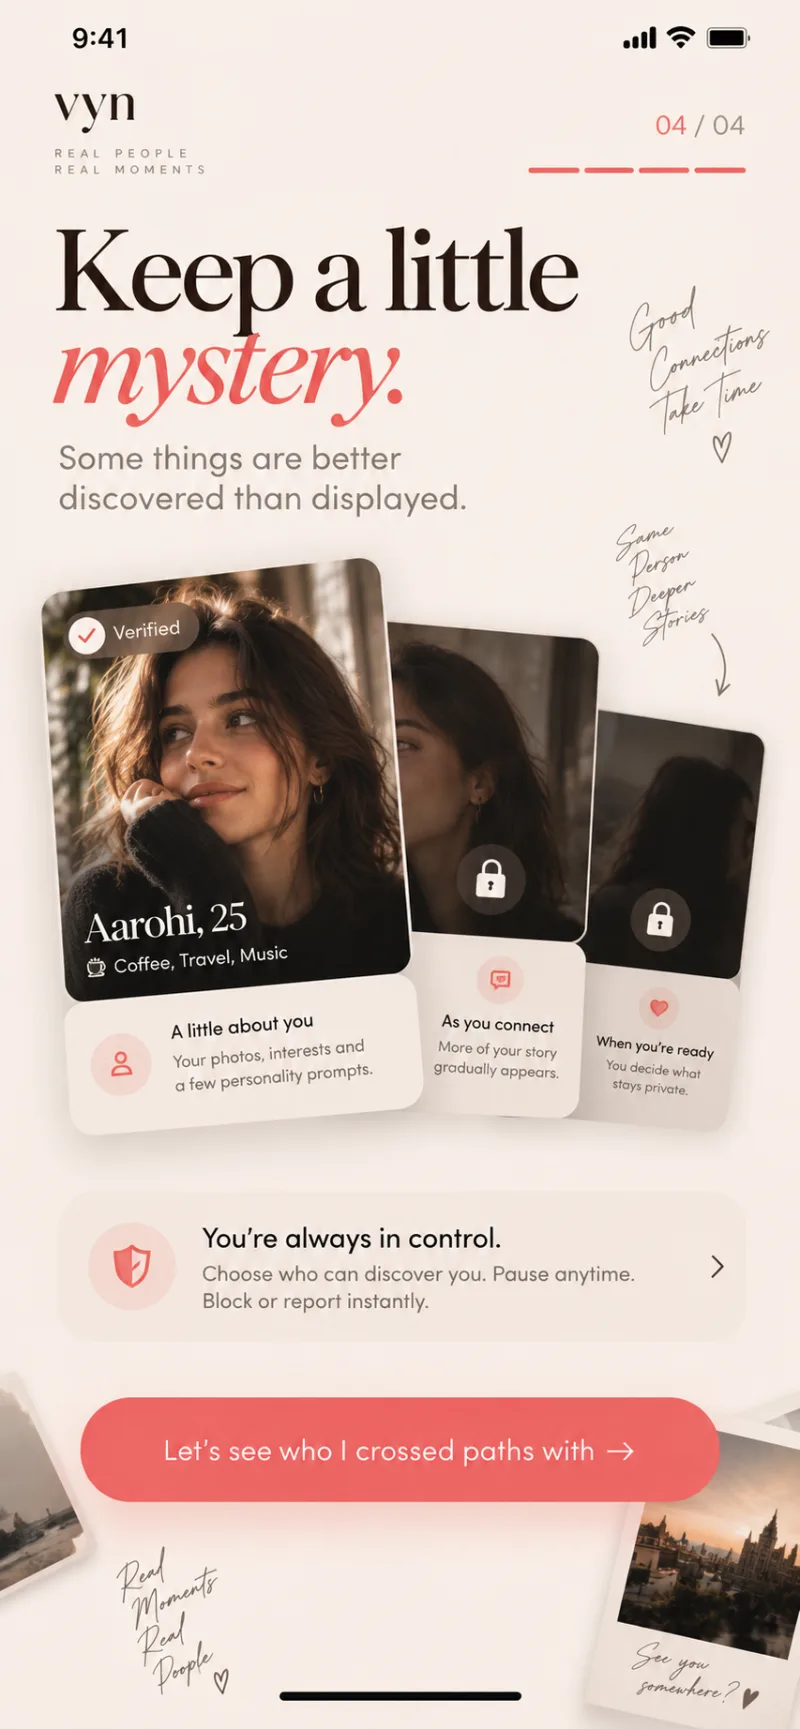 9:41
vyn
REAL PEOPLE
REAL MOMENTS
04 / 04
Keep a little
mystery.
Some things are better
discovered than displayed.
Good
Connections
Take Time
Same
Person
Deeper
Stories
Verified
Aarohi, 25
Coffee, Travel, Music
A little about you
Your photos, interests and
a few personality prompts.
As you connect
More of your story
gradually appears.
When you're ready
You decide what
stays private.
You're always in control.
Choose who can discover you. Pause anytime.
Block or report instantly.
Let's see who I crossed paths with →
Real
Moments
Real
People
See you
somewhere?